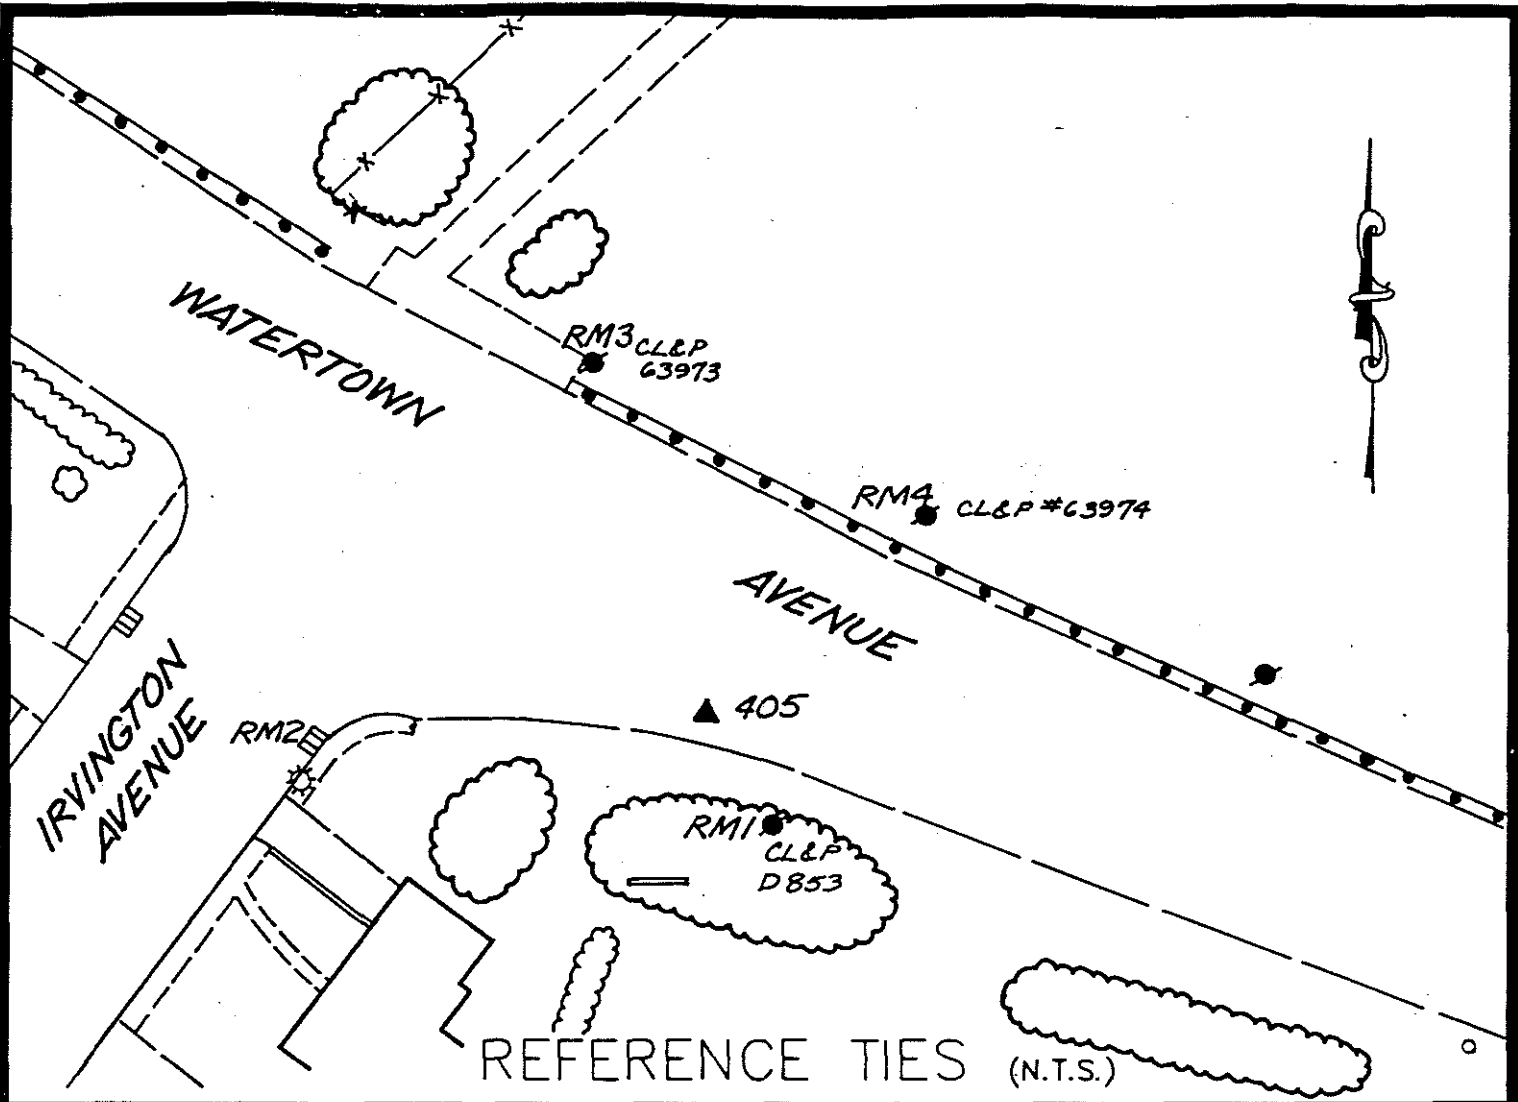 WATERTOWN
RM3 CL&P
63973
RM4 CL&P #63974
AVENUE
405
IRVINGTON
AVENUE
RM2
RM1
CL&P
D853
REFERENCE TIES (N.T.S.)